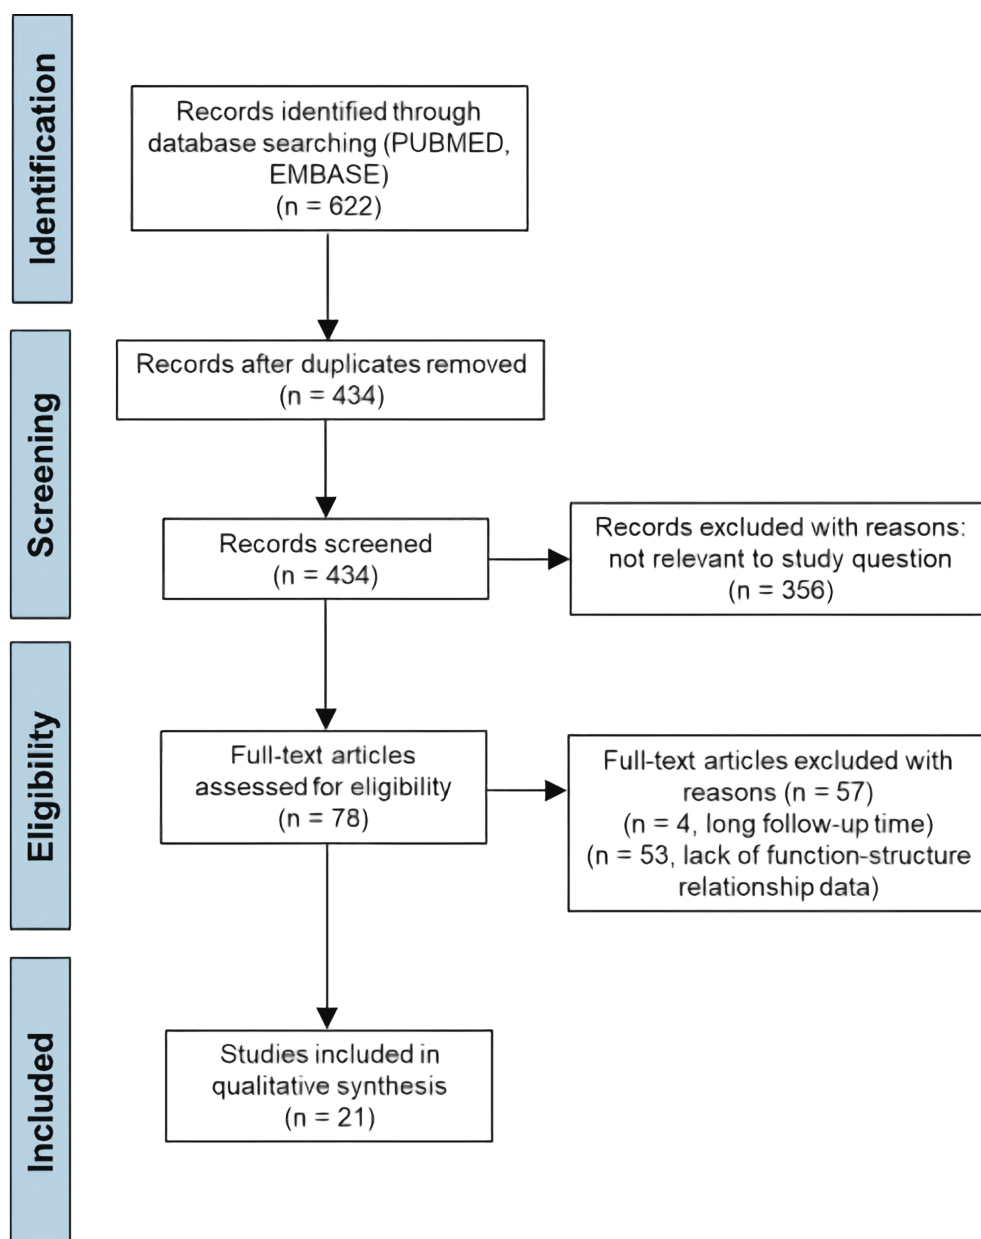 Identification
Records identified through
database searching (PUBMED,
EMBASE)
(n = 622)
Screening
Records after duplicates removed
(n = 434)
Records screened
(n = 434)
Records excluded with reasons:
not relevant to study question
(n = 356)
Eligibility
Full-text articles
assessed for eligibility
(n = 78)
Full-text articles excluded with
reasons (n = 57)
(n = 4, long follow-up time)
(n = 53, lack of function-structure
relationship data)
Included
Studies included in
qualitative synthesis
(n = 21)